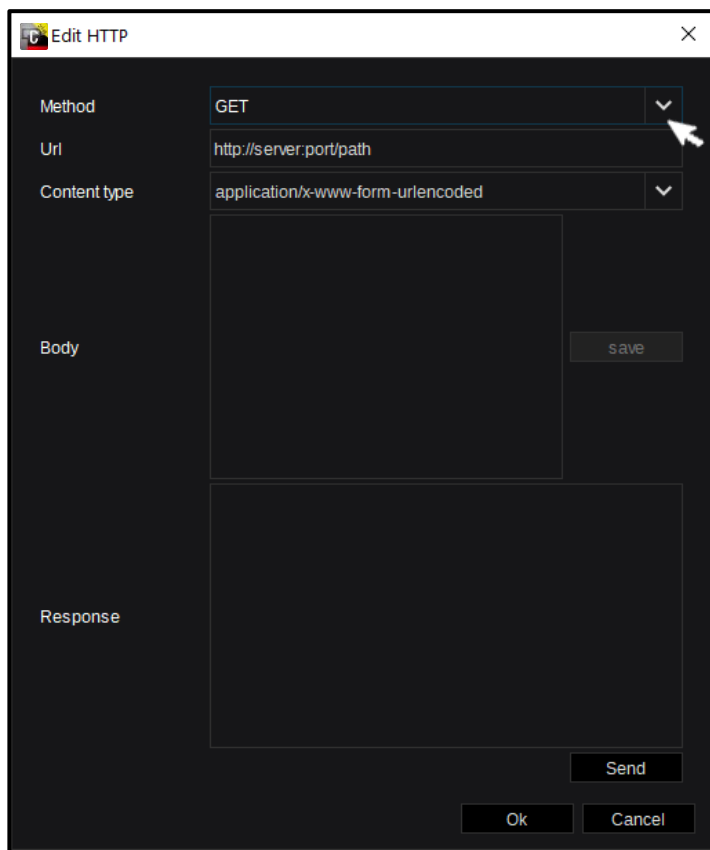 Edit HTTP
Method GET
Url http://server:port/path
Content type application/x-www-form-urlencoded
Body save
Response
Send
Ok Cancel